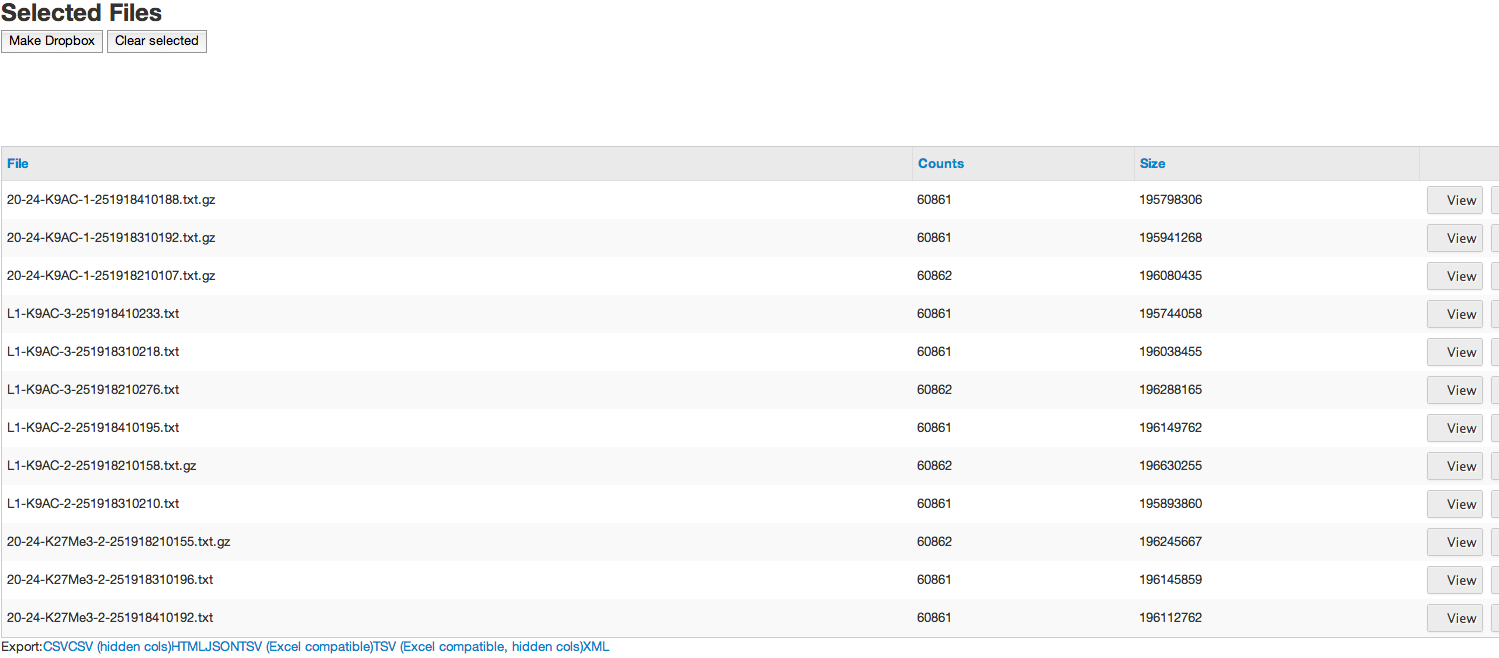 Selected Files
Make Dropbox Clear selected
File Counts Size
20-24-K9AC-1-251918410188.txt.gz 60861 195798306 View
20-24-K9AC-1-251918310192.txt.gz 60861 195941268 View
20-24-K9AC-1-251918210107.txt.gz 60862 196080435 View
L1-K9AC-3-251918410233.txt 60861 195744058 View
L1-K9AC-3-251918310218.txt 60861 196038455 View
L1-K9AC-3-251918210276.txt 60862 196288165 View
L1-K9AC-2-251918410195.txt 60861 196149762 View
L1-K9AC-2-251918210158.txt.gz 60862 196630255 View
L1-K9AC-2-251918310210.txt 60861 195893860 View
20-24-K27Me3-2-251918210155.txt.gz 60862 196245667 View
20-24-K27Me3-2-251918310196.txt 60861 196145859 View
20-24-K27Me3-2-251918410192.txt 60861 196112762 View
Export:CSVCSV (hidden cols)HTMLJSONTSV (Excel compatible)TSV (Excel compatible, hidden cols)XML